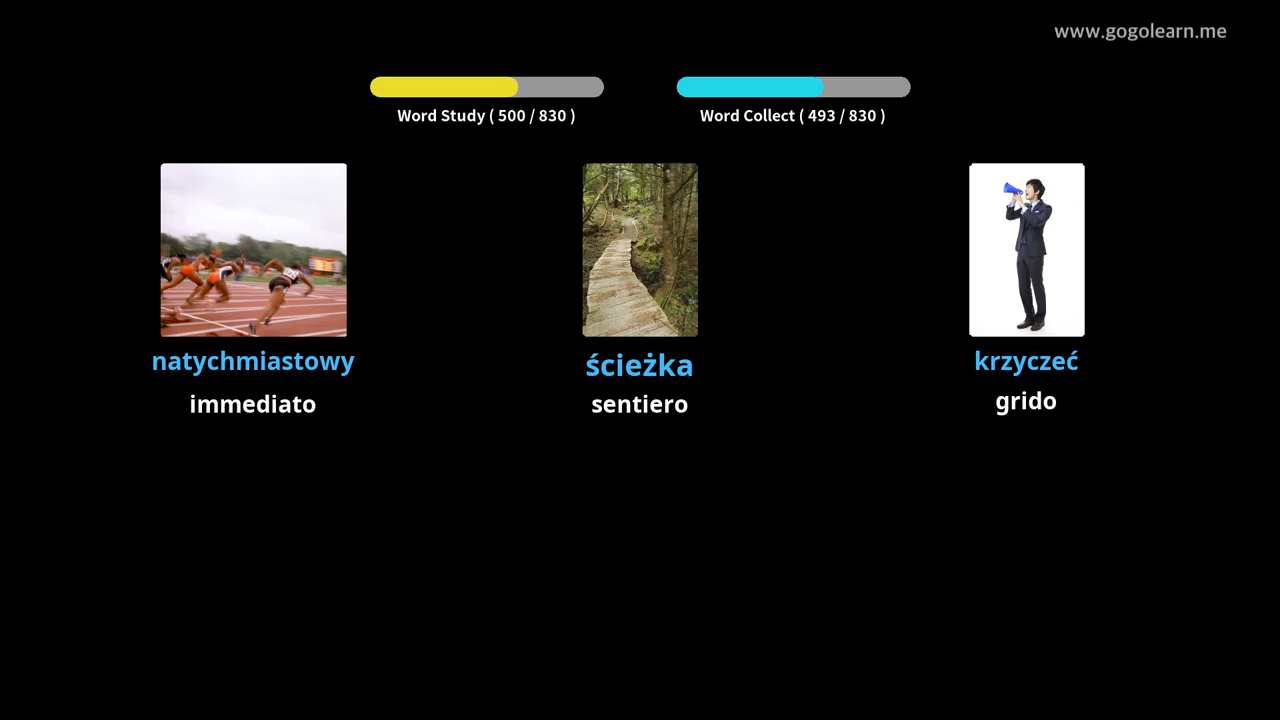 www.gogolearn.me
Word Study ( 500 / 830 )
Word Collect ( 493 / 830 )
natychmiastowy
ścieżka
krzyczeć
immediato
sentiero
grido